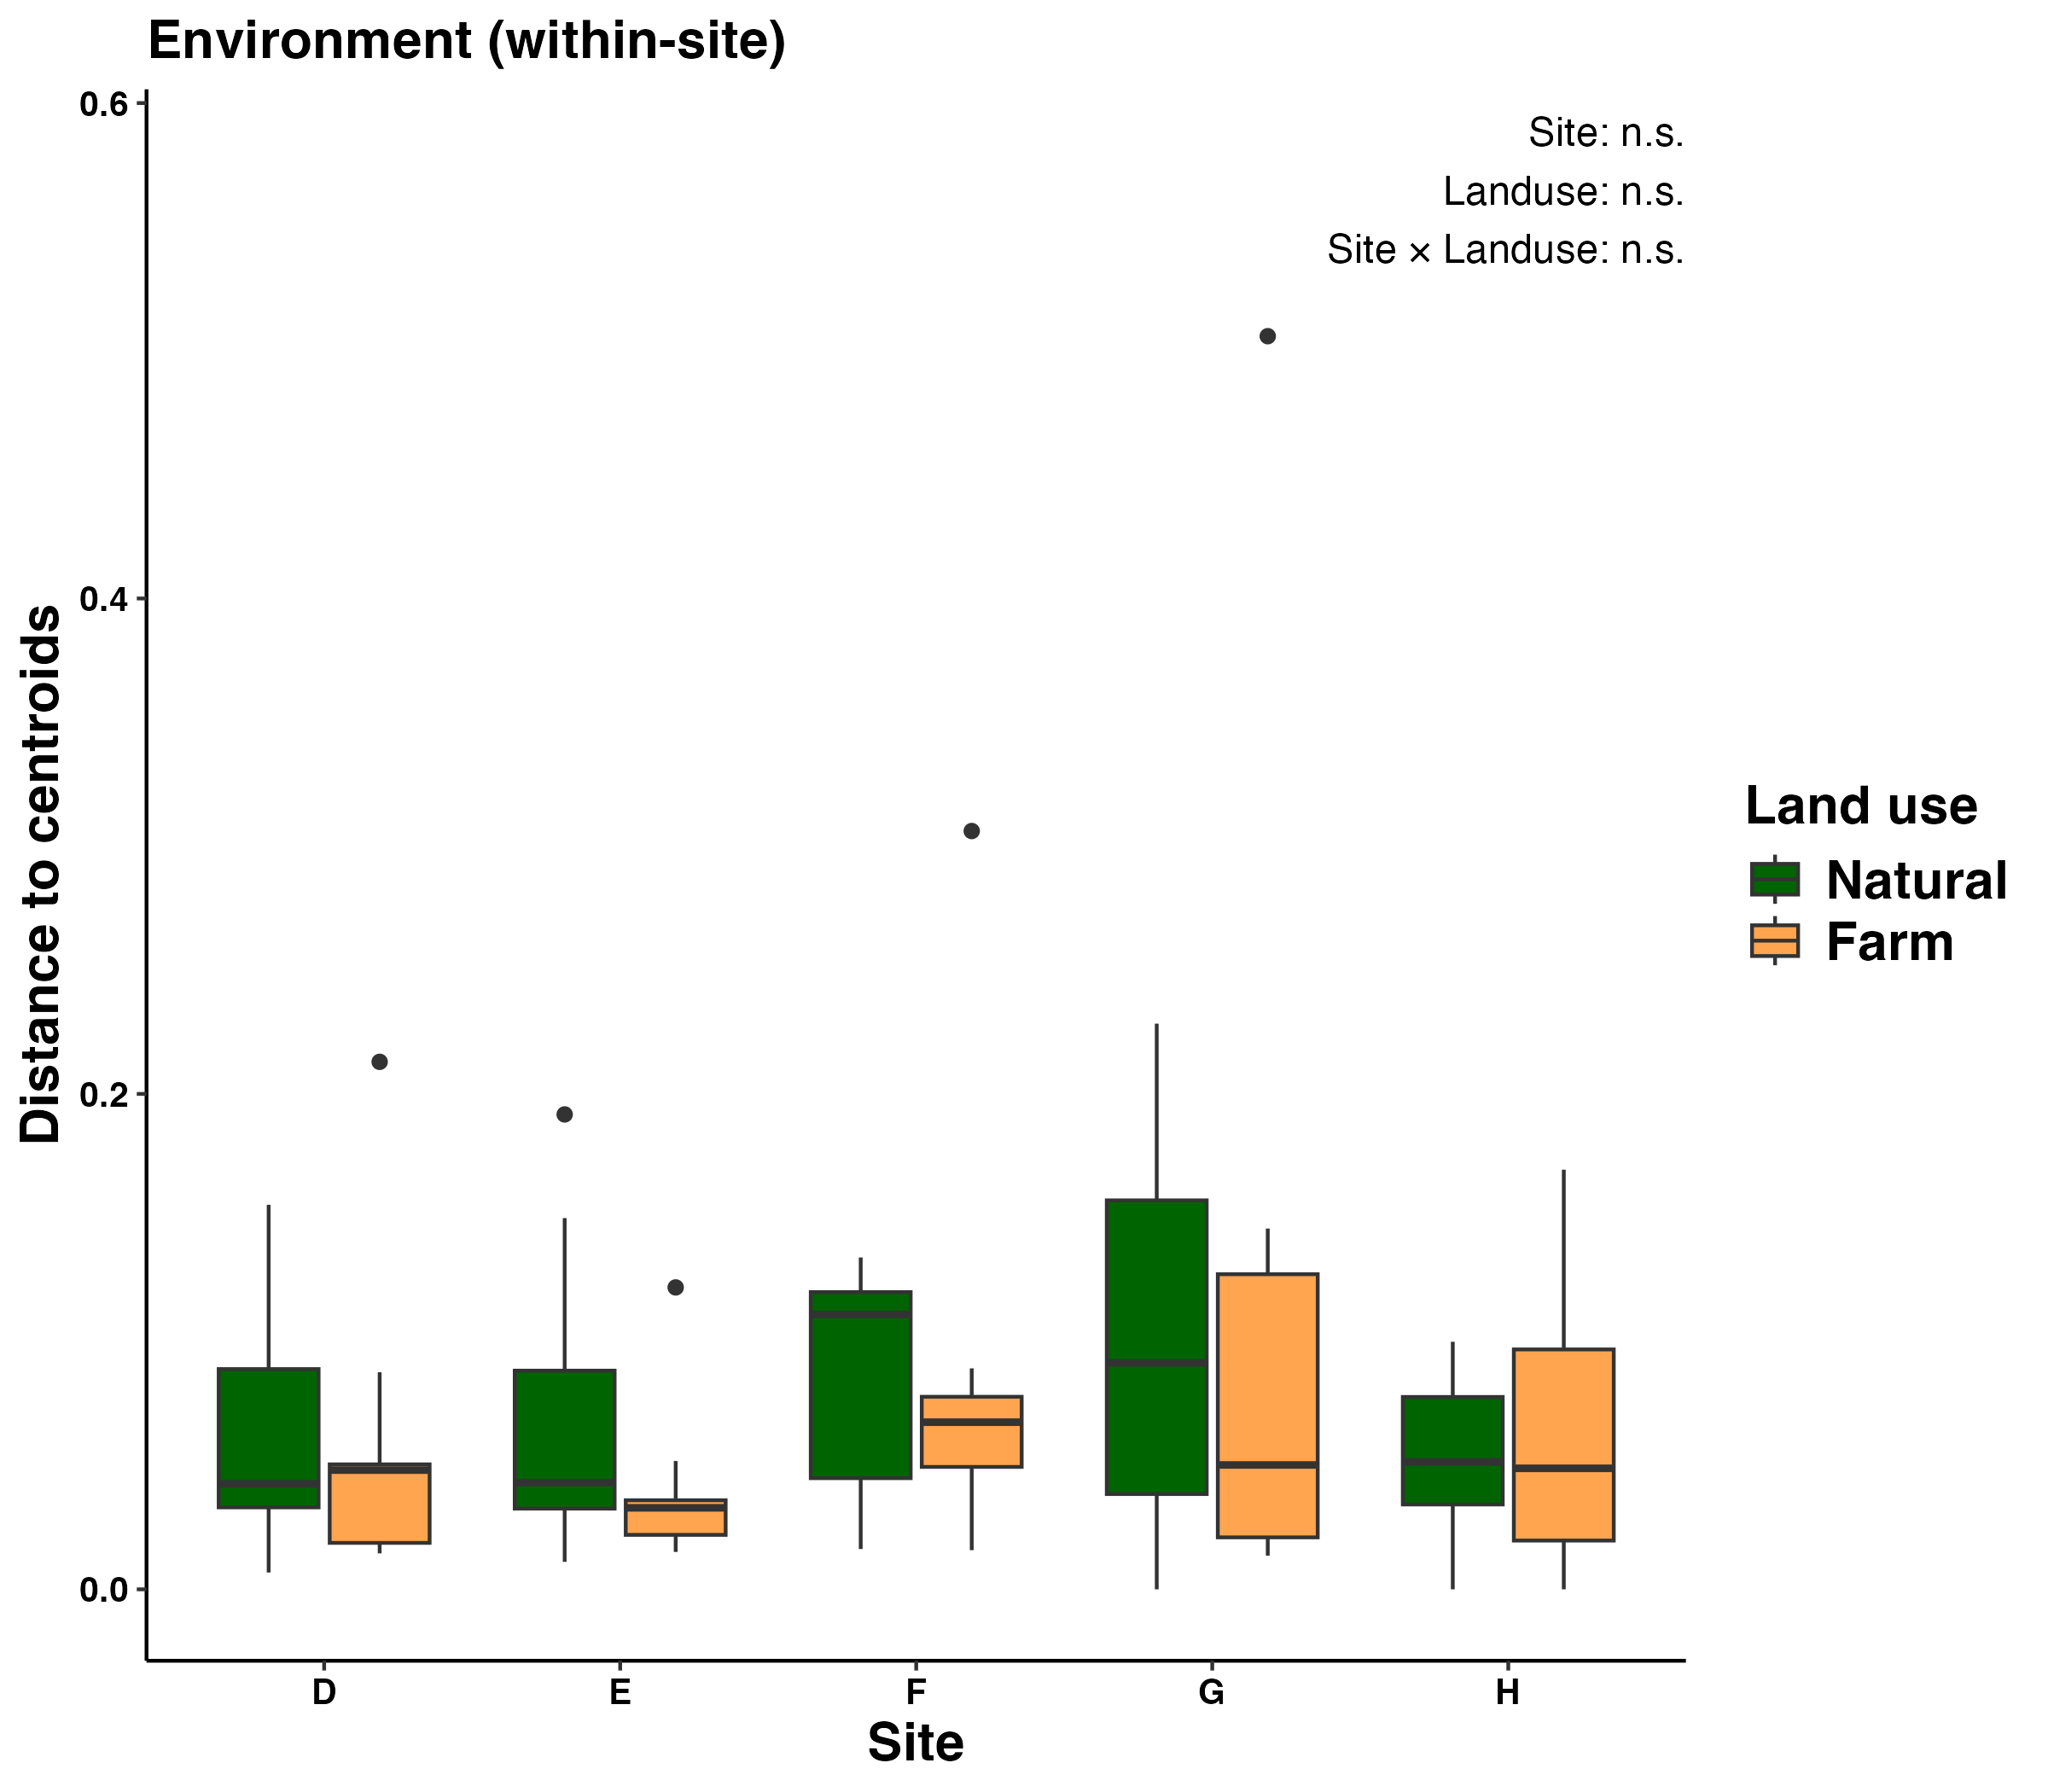 Environment (within-site)
Site: n.s.
Landuse: n.s.
Site × Landuse: n.s.
Distance to centroids
0.6
0.4
0.2
0.0
D
E
F
G
H
Site
Land use
Natural
Farm